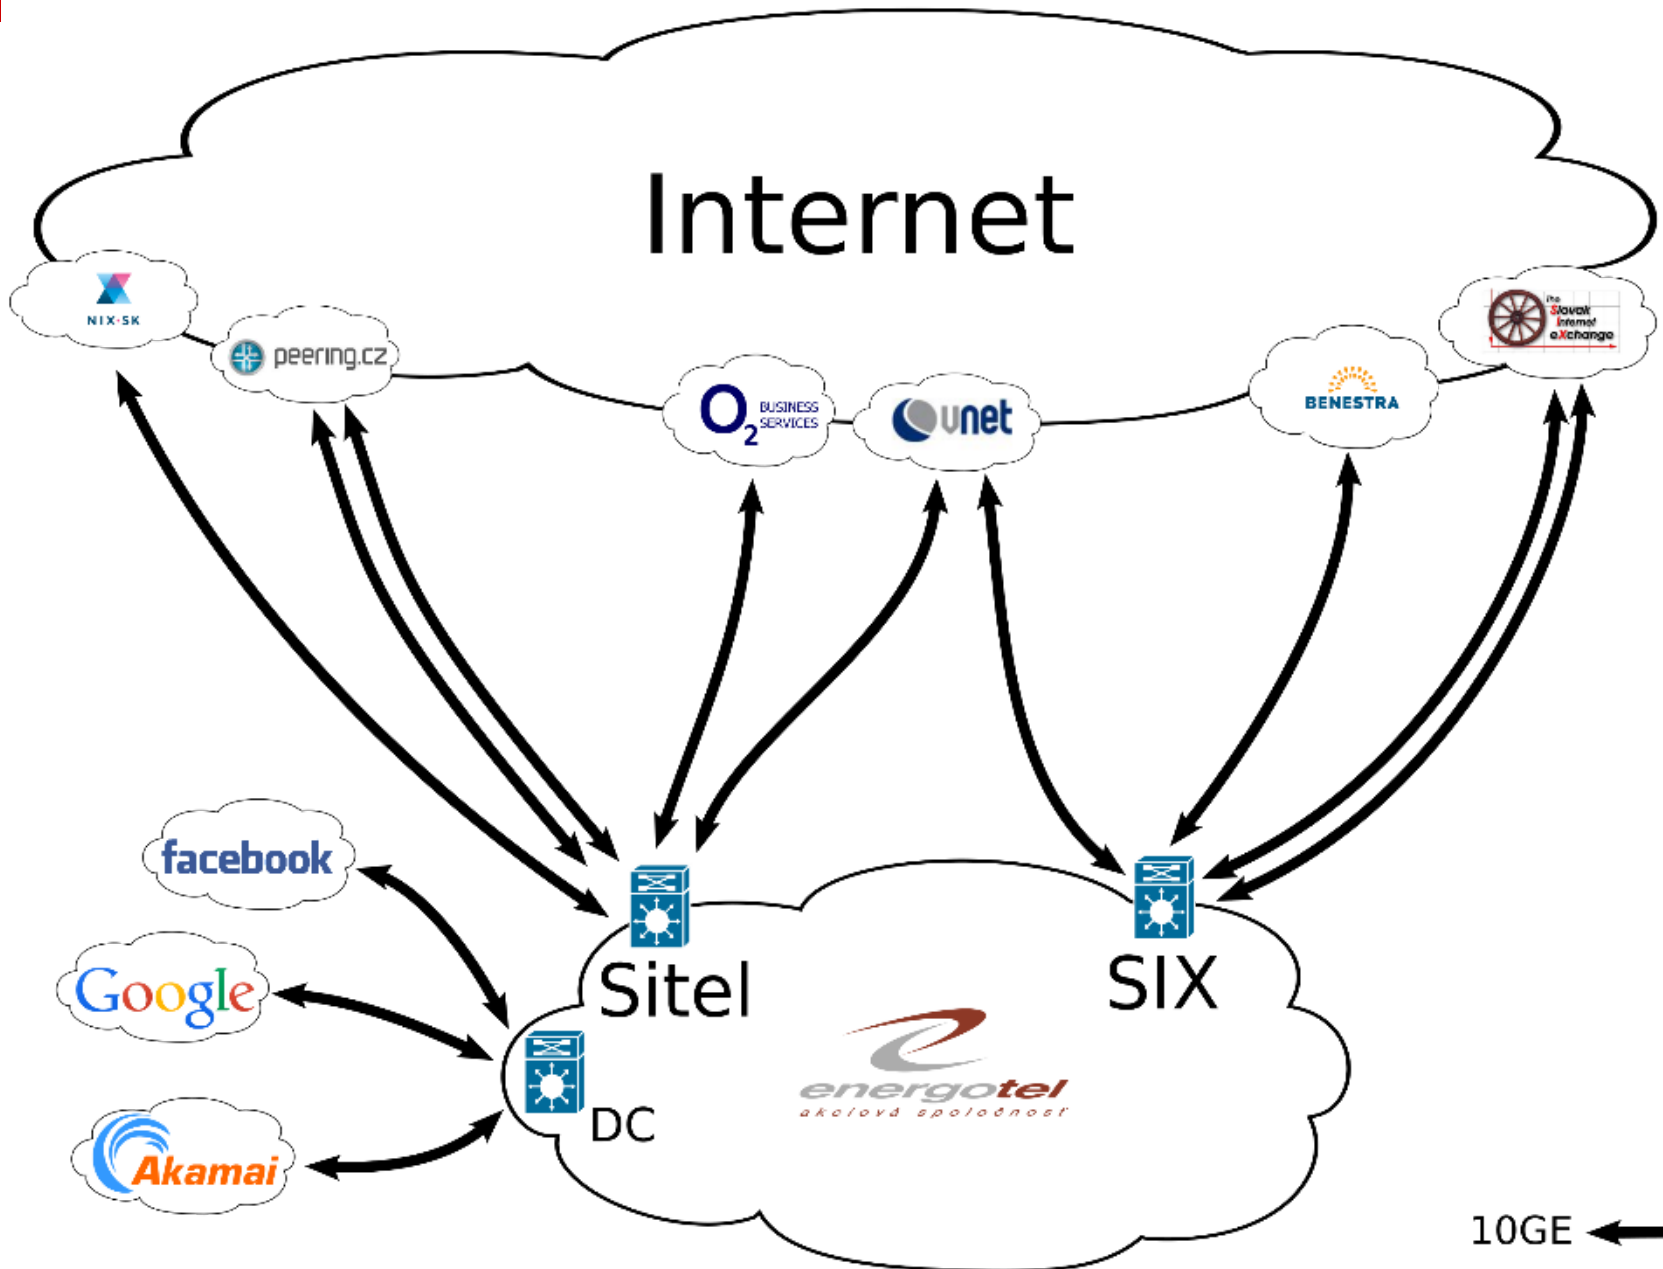 Internet
NIX·SK
peering.cz
O2 BUSINESS
SERVICES
vnet
BENESTRA
The
Slovak
Internet
eXchange
facebook
Google
Akamai
Sitel
SIX
DC
energotel
akciová spoločnosť
10GE